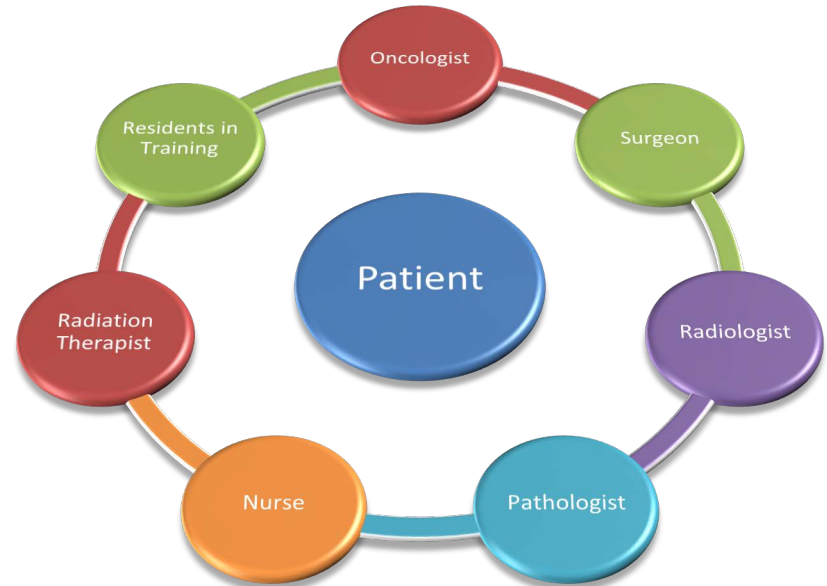 Oncologist
Surgeon
Radiologist
Pathologist
Nurse
Radiation
Therapist
Residents in
Training
Patient